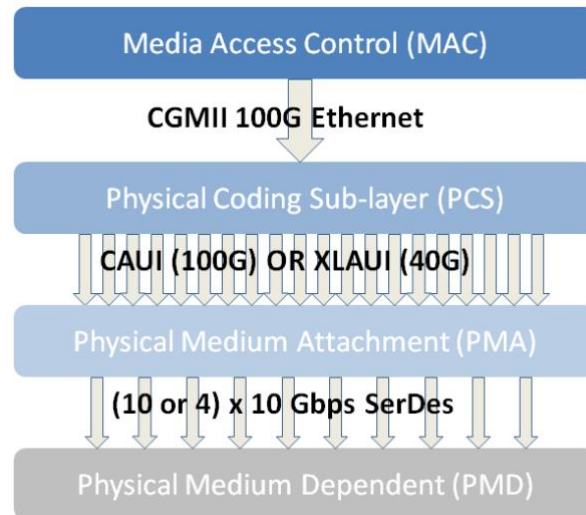 Media Access Control (MAC)
CGMII 100G Ethernet
Physical Coding Sub-layer (PCS)
CAUI (100G) OR XLAUI (40G)
Physical Medium Attachment (PMA)
(10 or 4) x 10 Gbps SerDes
Physical Medium Dependent (PMD)